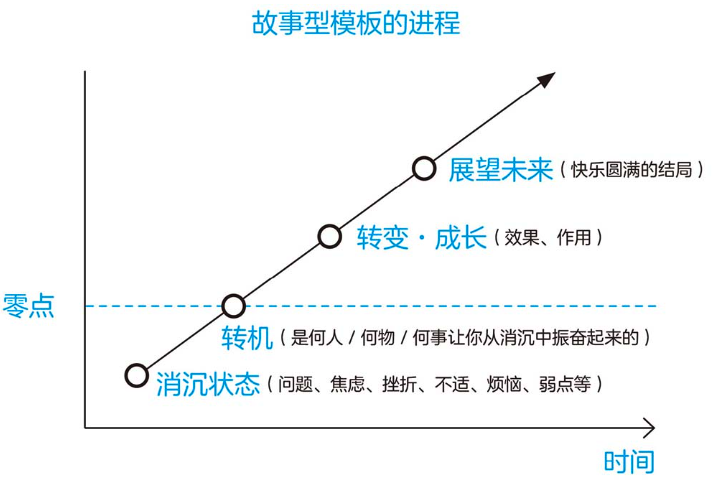 故事型模板的进程
展望未来(快乐圆满的结局)
转变·成长(效果、作用)
零点
转机(是何人/何物/何事让你从消沉中振奋起来的)
消沉状态(问题、焦虑、挫折、不适、烦恼、弱点等)
时间